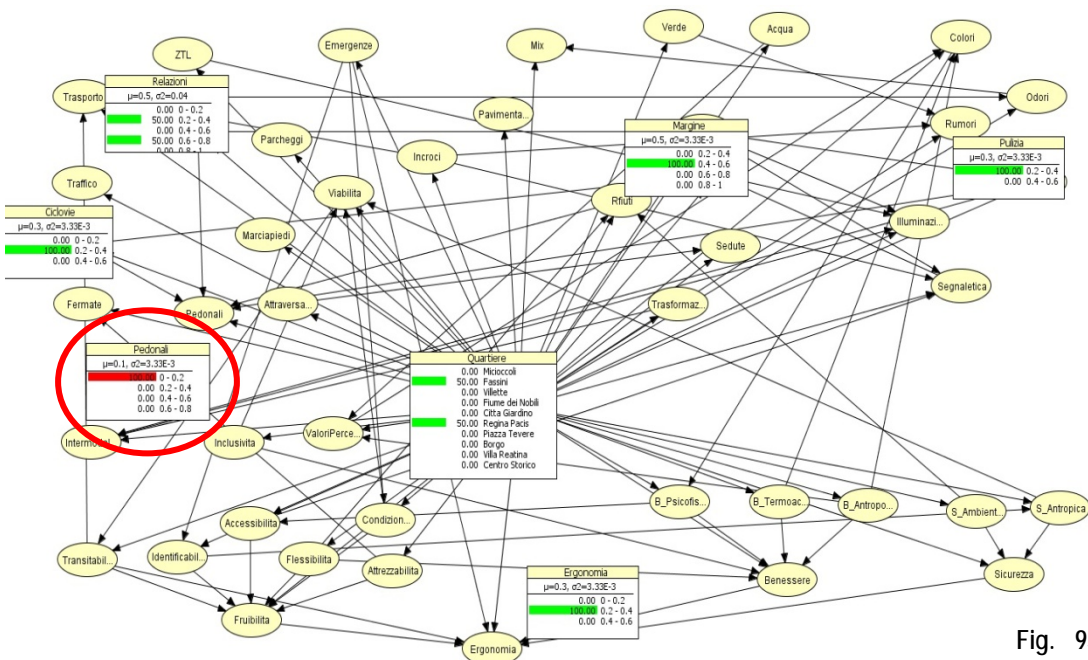 Verde
Acqua
Emergenze
Colori
Mix
ZTL
Relazioni
μ=0.5, σ2=0.04
0.00 0 - 0.2
50.00 0.2 - 0.4
0.00 0.4 - 0.6
50.00 0.6 - 0.8
0.00 0.8 - 1
Trasporto
Odori
Pavimenta...
Rumori
Margine
μ=0.5, σ2=3.33E-3
0.00 0.2 - 0.4
100.00 0.4 - 0.6
0.00 0.6 - 0.8
0.00 0.8 - 1
Parcheggi
Pulizia
μ=0.3, σ2=3.33E-3
100.00 0.2 - 0.4
0.00 0.4 - 0.6
Incroci
Traffico
Viabilita
Rfiuti
Ciclovie
μ=0.3, σ2=3.33E-3
0.00 0 - 0.2
100.00 0.2 - 0.4
0.00 0.4 - 0.6
Illuminazi...
Marciapiedi
Sedute
Segnaletica
Fermate
Pedonali
Attraversa...
Trasformaz...
Pedonali
μ=0.1, σ2=3.33E-3
100.00 0 - 0.2
0.00 0.2 - 0.4
0.00 0.4 - 0.6
0.00 0.6 - 0.8
Quartiere
0.00 Micioccoli
50.00 Fassini
0.00 Villette
0.00 Fiume dei Nobili
0.00 Citta Giardino
50.00 Regina Pacis
0.00 Piazza Tevere
0.00 Borgo
0.00 Villa Reatina
0.00 Centro Storico
Inclusivita
ValoriPerce...
B_Psicofis...
B_Termoac...
B_Antropo...
S_Ambient...
S_Antropica
Accessibilita
Condizion...
Transitabil...
Identificabil...
Flessibilita
Attrezzabilita
Benessere
Sicurezza
Ergonomia
μ=0.3, σ2=3.33E-3
0.00 0 - 0.2
100.00 0.2 - 0.4
0.00 0.4 - 0.6
Fruibilita
Ergonomia
Fig. 9